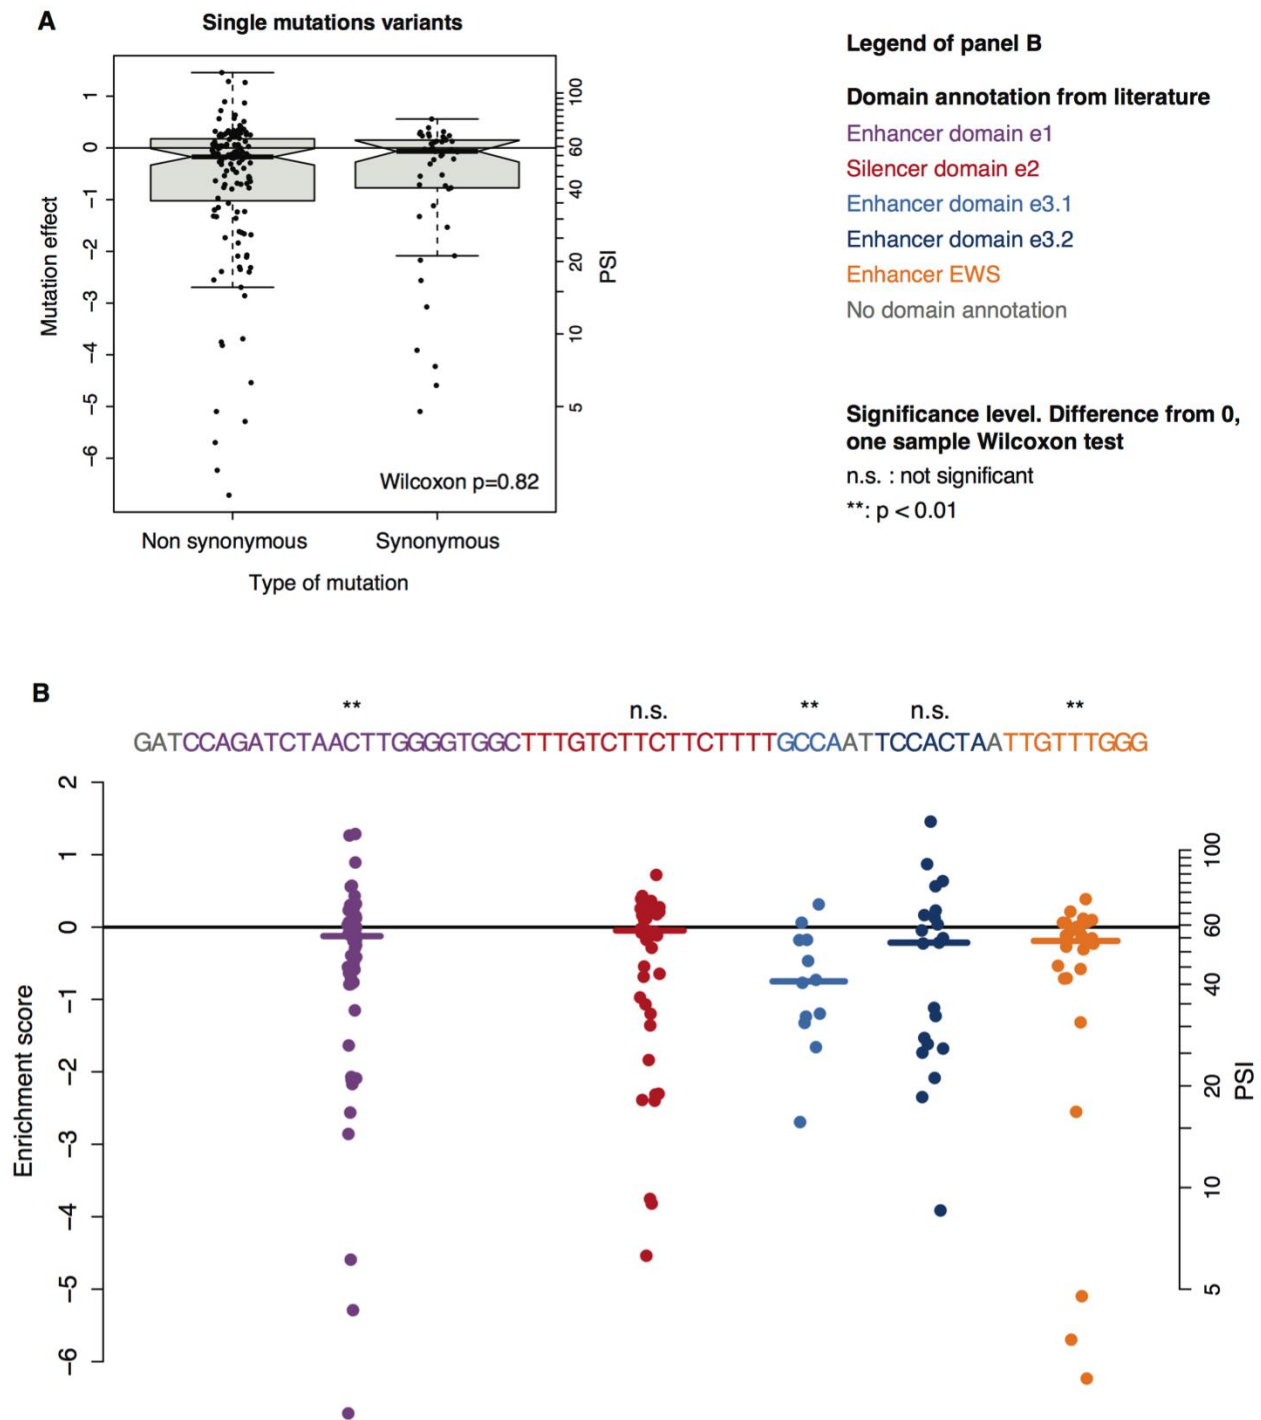 A
Single mutations variants
Mutation effect
1
0
−1
−2
−3
−4
−5
−6
100
60
40
20
10
5
PSI
Wilcoxon p=0.82
Non synonymous
Synonymous
Type of mutation
Legend of panel B
Domain annotation from literature
Enhancer domain e1
Silencer domain e2
Enhancer domain e3.1
Enhancer domain e3.2
Enhancer EWS
No domain annotation
Significance level. Difference from 0,
one sample Wilcoxon test
n.s. : not significant
**: p < 0.01
B
** n.s. ** n.s. **
GATCCAGATCTAACTTGGGGTGGCTTTGTCTTCTTCTTTTGCCAATTCCACTAATTGTTTGGG
Enrichment score
2
1
0
−1
−2
−3
−4
−5
−6
100
60
40
20
10
5
PSI